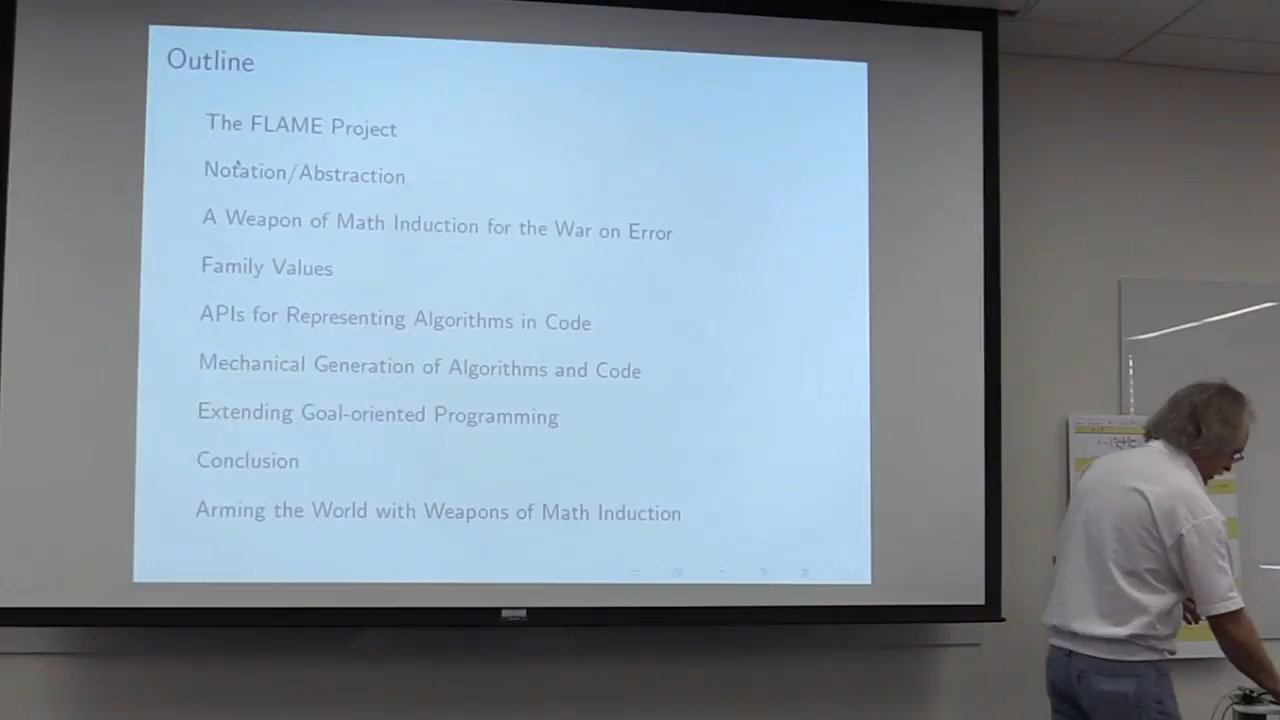 Outline
The FLAME Project
Notation/Abstraction
A Weapon of Math Induction for the War on Error
Family Values
APIs for Representing Algorithms in Code
Mechanical Generation of Algorithms and Code
Extending Goal-oriented Programming
Conclusion
Arming the World with Weapons of Math Induction